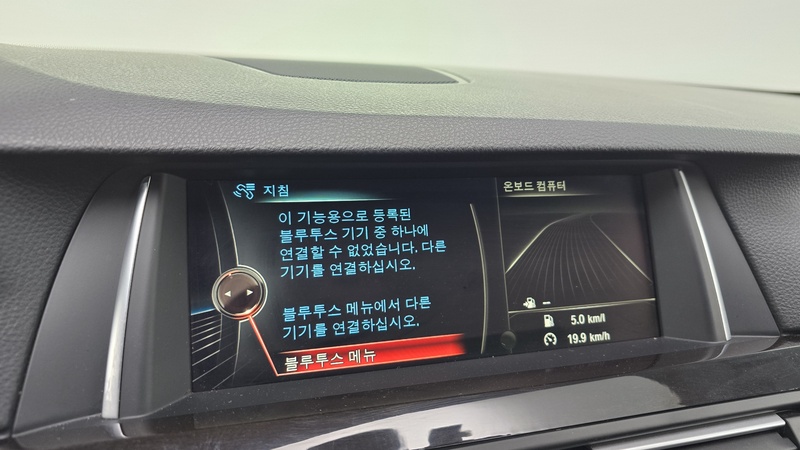 지침
이 기능용으로 등록된
블루투스 기기 중 하나에
연결할 수 없었습니다. 다른
기기를 연결하십시오.
블루투스 메뉴에서 다른
기기를 연결하십시오.
블루투스 메뉴
온보드 컴퓨터
--
5.0 km/l
19.9 km/h